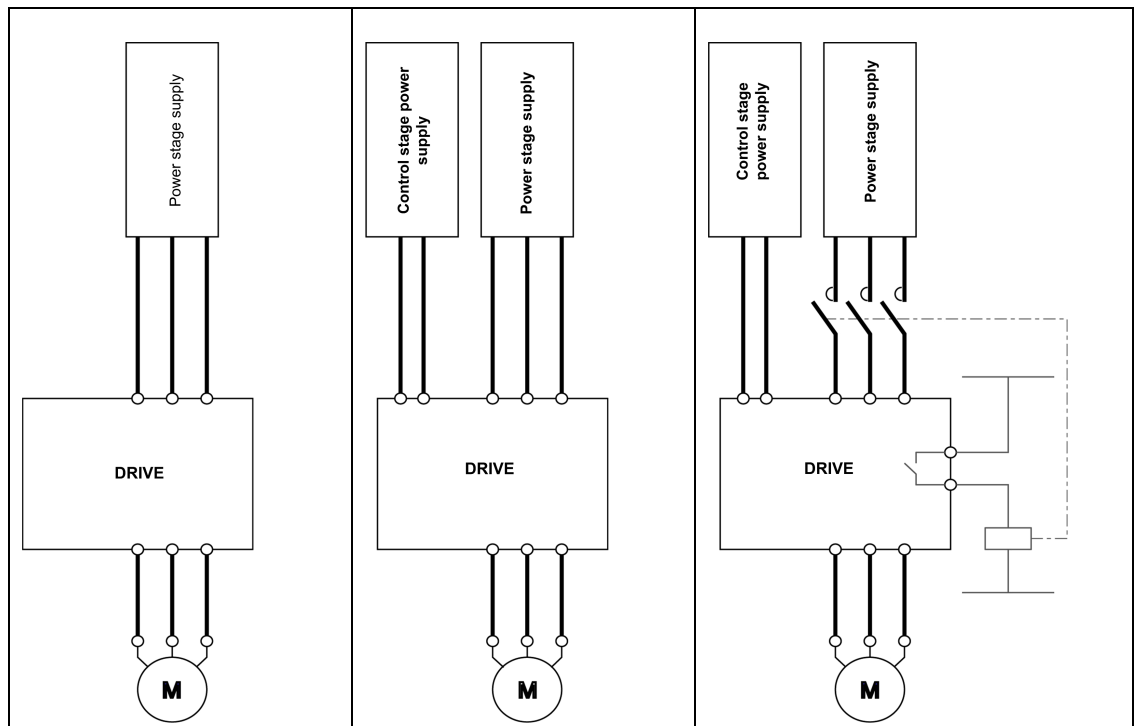 Power stage supply
DRIVE
M
Control stage power
supply
Power stage supply
DRIVE
M
Control stage
power supply
Power stage supply
DRIVE
M